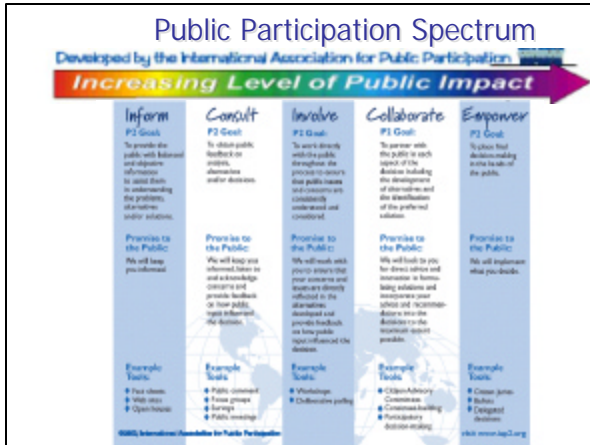 Public Participation Spectrum
Developed by the International Association for Public Participation
Increasing Level of Public Impact
Inform
P2 Goal:
To provide the
public with balanced
and objective
information
to assist them
in understanding
the problems,
alternatives
and/or solutions.
Promise to
the Public:
We will keep
you informed.
Example
Tools:
Fact sheets
Web sites
Open houses
Consult
P2 Goal:
To obtain public
feedback on
analysis,
alternatives
and/or decisions.
Promise to
the Public:
We will keep you
informed, listen to
and acknowledge
concerns and
provide feedback
on how public
input influenced
the decision.
Example
Tools:
Public comment
Focus groups
Surveys
Public meetings
Involve
P2 Goal:
To work directly
with the public
throughout the
process to ensure
that public issues
and concerns are
consistently
understood and
considered.
Promise to
the Public:
We will work with
you to ensure that
your concerns and
issues are directly
reflected in the
alternatives
developed and
provide feedback
on how public
input influenced the
decision.
Example
Tools:
Workshops
Deliberative polling
Collaborate
P2 Goal:
To partner with
the public in each
aspect of the
decision including
the development
of alternatives and
the identification
of the preferred
solution.
Promise to
the Public:
We will look to you
for direct advice and
innovation in formu-
lating solutions and
incorporate your
advice and recommen-
dations into the
decisions to the
maximum extent
possible.
Example
Tools:
Citizen Advisory
Committees
Consensus-building
Participatory
decision-making
Empower
P2 Goal:
To place final
decision-making
in the hands of
the public.
Promise to
the Public:
We will implement
what you decide.
Example
Tools:
Citizen juries
Ballots
Delegated
decisions
International Association for Public Participation
visit www.iap2.org